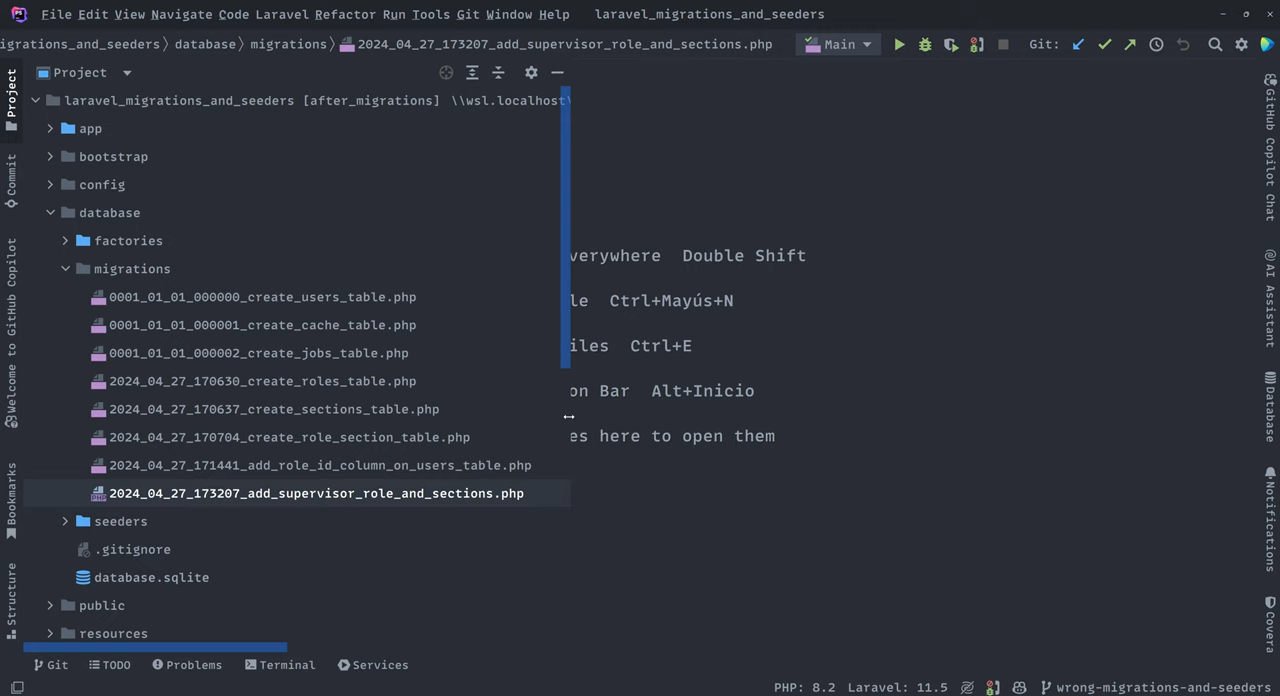 File Edit View Navigate Code Laravel Refactor Run Tools Git Window Help laravel_migrations_and_seeders
igrations_and_seeders database migrations 2024_04_27_173207_add_supervisor_role_and_sections.php Main Git:
Project
laravel_migrations_and_seeders [after_migrations] \\wsl.localhost\
app
bootstrap
config
database
factories
migrations
0001_01_01_000000_create_users_table.php
0001_01_01_000001_create_cache_table.php
0001_01_01_000002_create_jobs_table.php
2024_04_27_170630_create_roles_table.php
2024_04_27_170637_create_sections_table.php
2024_04_27_170704_create_role_section_table.php
2024_04_27_171441_add_role_id_column_on_users_table.php
2024_04_27_173207_add_supervisor_role_and_sections.php
seeders
.gitignore
database.sqlite
public
resources
verywhere Double Shift
le Ctrl+Mayús+N
iles Ctrl+E
on Bar Alt+Inicio
es here to open them
Project
Commit
Welcome to GitHub Copilot
Bookmarks
Structure
GitHub Copilot Chat
AI Assistant
Database
Notifications
Covera
Git TODO Problems Terminal Services
PHP: 8.2 Laravel: 11.5 wrong-migrations-and-seeders